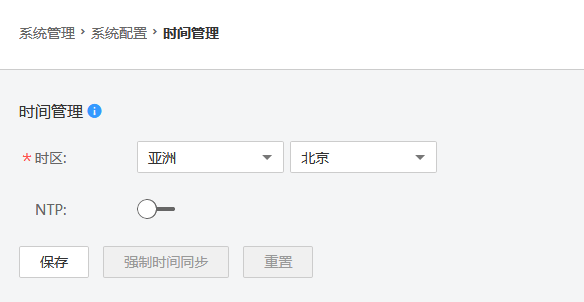 系统管理 › 系统配置 › 时间管理
时间管理
* 时区: 亚洲 北京
NTP:
保存 强制时间同步 重置